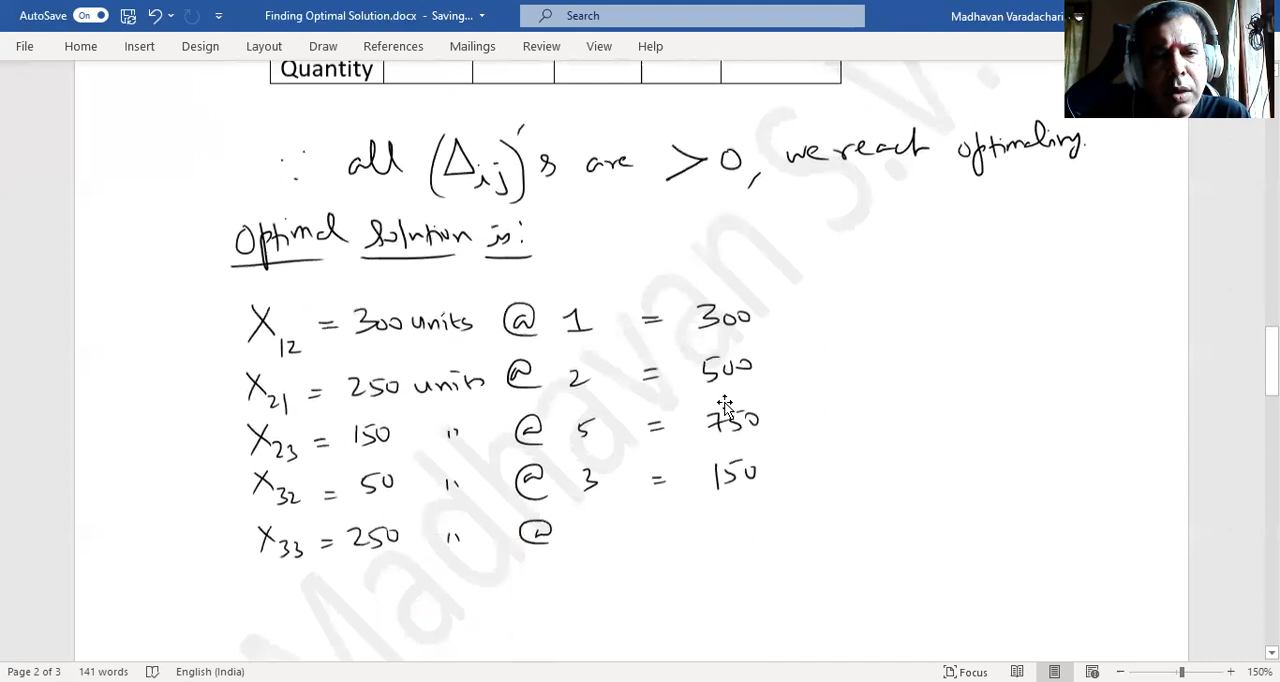 AutoSave On Finding Optimal Solution.docx - Saving... Search Madhavan Varadachari
File Home Insert Design Layout Draw References Mailings Review View Help
Quantity
∵ all (Δij)'s are > 0, we reach optimality.
Optimal Solution is:
X12 = 300 units @ 1 = 300
X21 = 250 units @ 2 = 500
X23 = 150 " @ 5 = 750
X32 = 50 " @ 3 = 150
X33 = 250 " @
Madhavan S.V.
Page 2 of 3 141 words English (India) Focus 150%